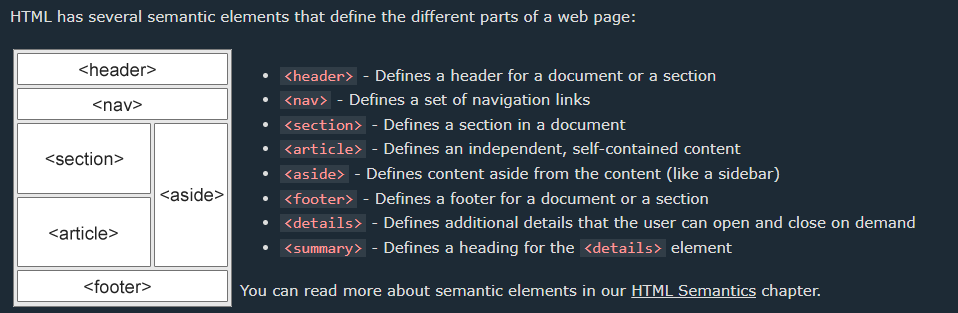 HTML has several semantic elements that define the different parts of a web page:
<header>
<nav>
<section>
<aside>
<article>
<footer>
• <header> - Defines a header for a document or a section
• <nav> - Defines a set of navigation links
• <section> - Defines a section in a document
• <article> - Defines an independent, self-contained content
• <aside> - Defines content aside from the content (like a sidebar)
• <footer> - Defines a footer for a document or a section
• <details> - Defines additional details that the user can open and close on demand
• <summary> - Defines a heading for the <details> element
You can read more about semantic elements in our HTML Semantics chapter.